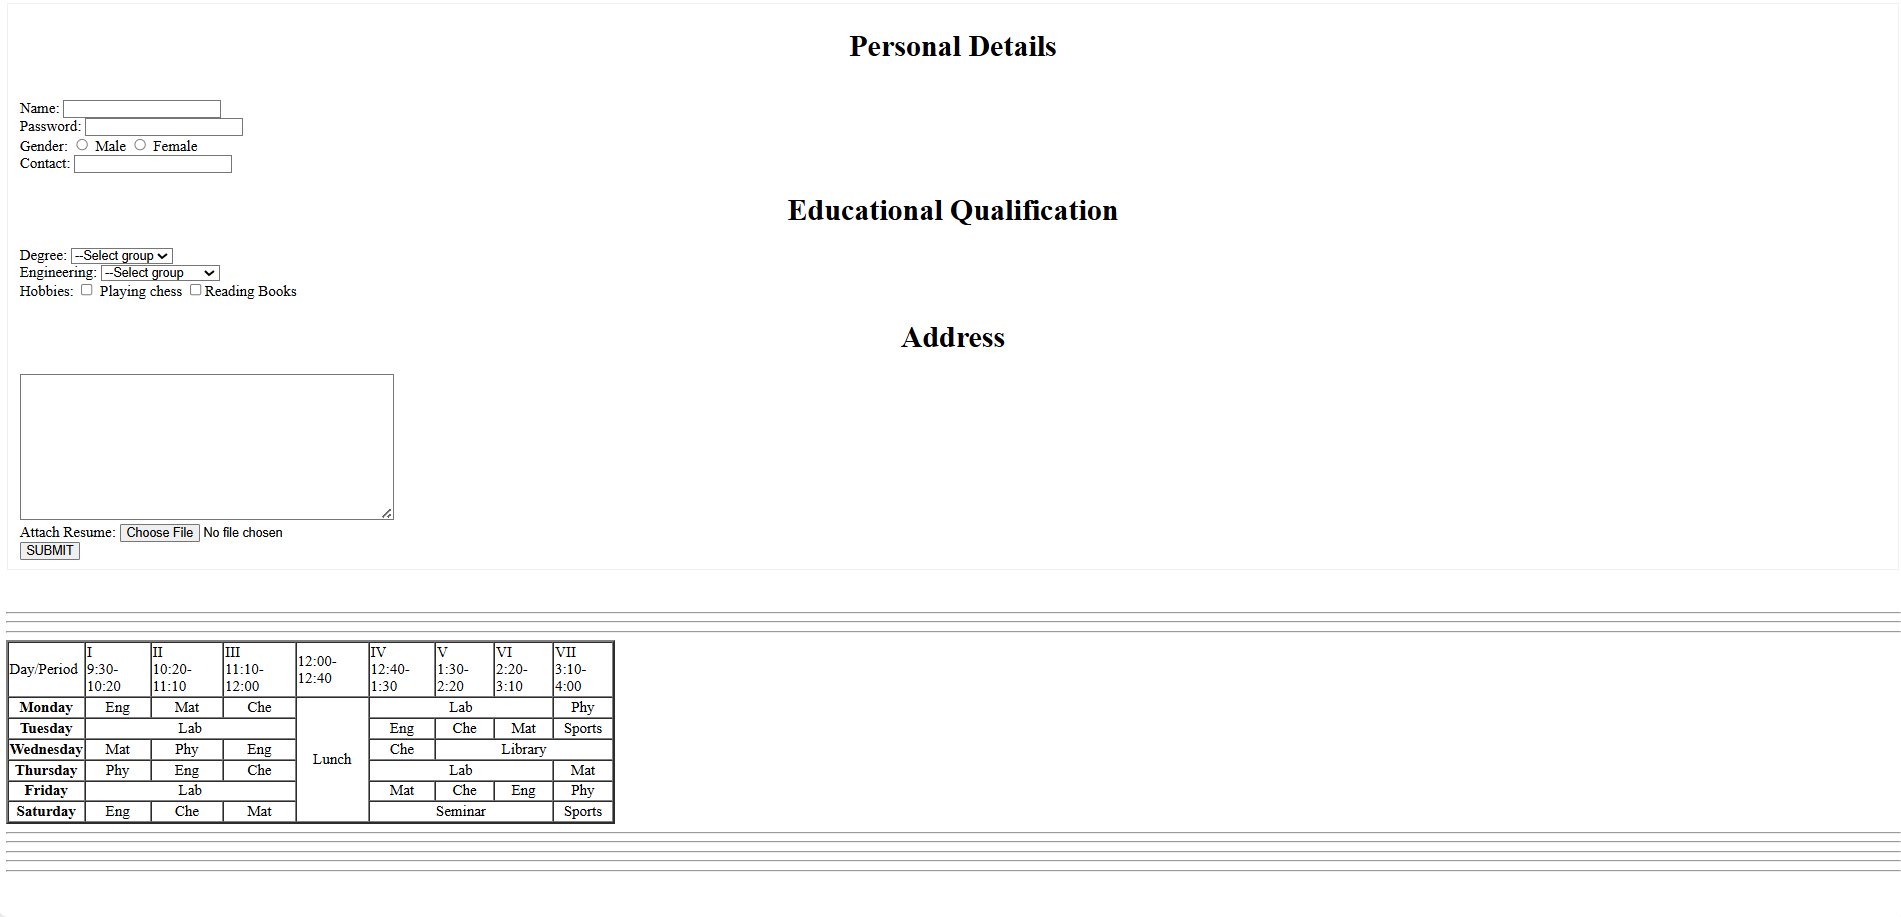 Personal Details
Name:
Password:
Gender: Male Female
Contact:
Educational Qualification
Degree: --Select group
Engineering: --Select group
Hobbies: Playing chess Reading Books
Address
Attach Resume: Choose File No file chosen
SUBMIT
Day/Period I 9:30-10:20 II 10:20-11:10 III 11:10-12:00 12:00-12:40 IV 12:40-1:30 V 1:30-2:20 VI 2:20-3:10 VII 3:10-4:00
Monday Eng Mat Che Lunch Lab Phy
Tuesday Lab Eng Che Mat Sports
Wednesday Mat Phy Eng Che Library
Thursday Phy Eng Che Lab Mat
Friday Lab Mat Che Eng Phy
Saturday Eng Che Mat Seminar Sports